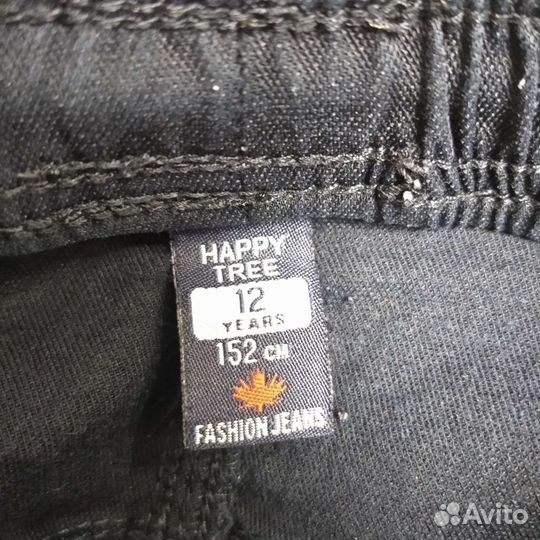 HAPPY
TREE
12
YEARS
152 CM
FASHION JEANS
Avito